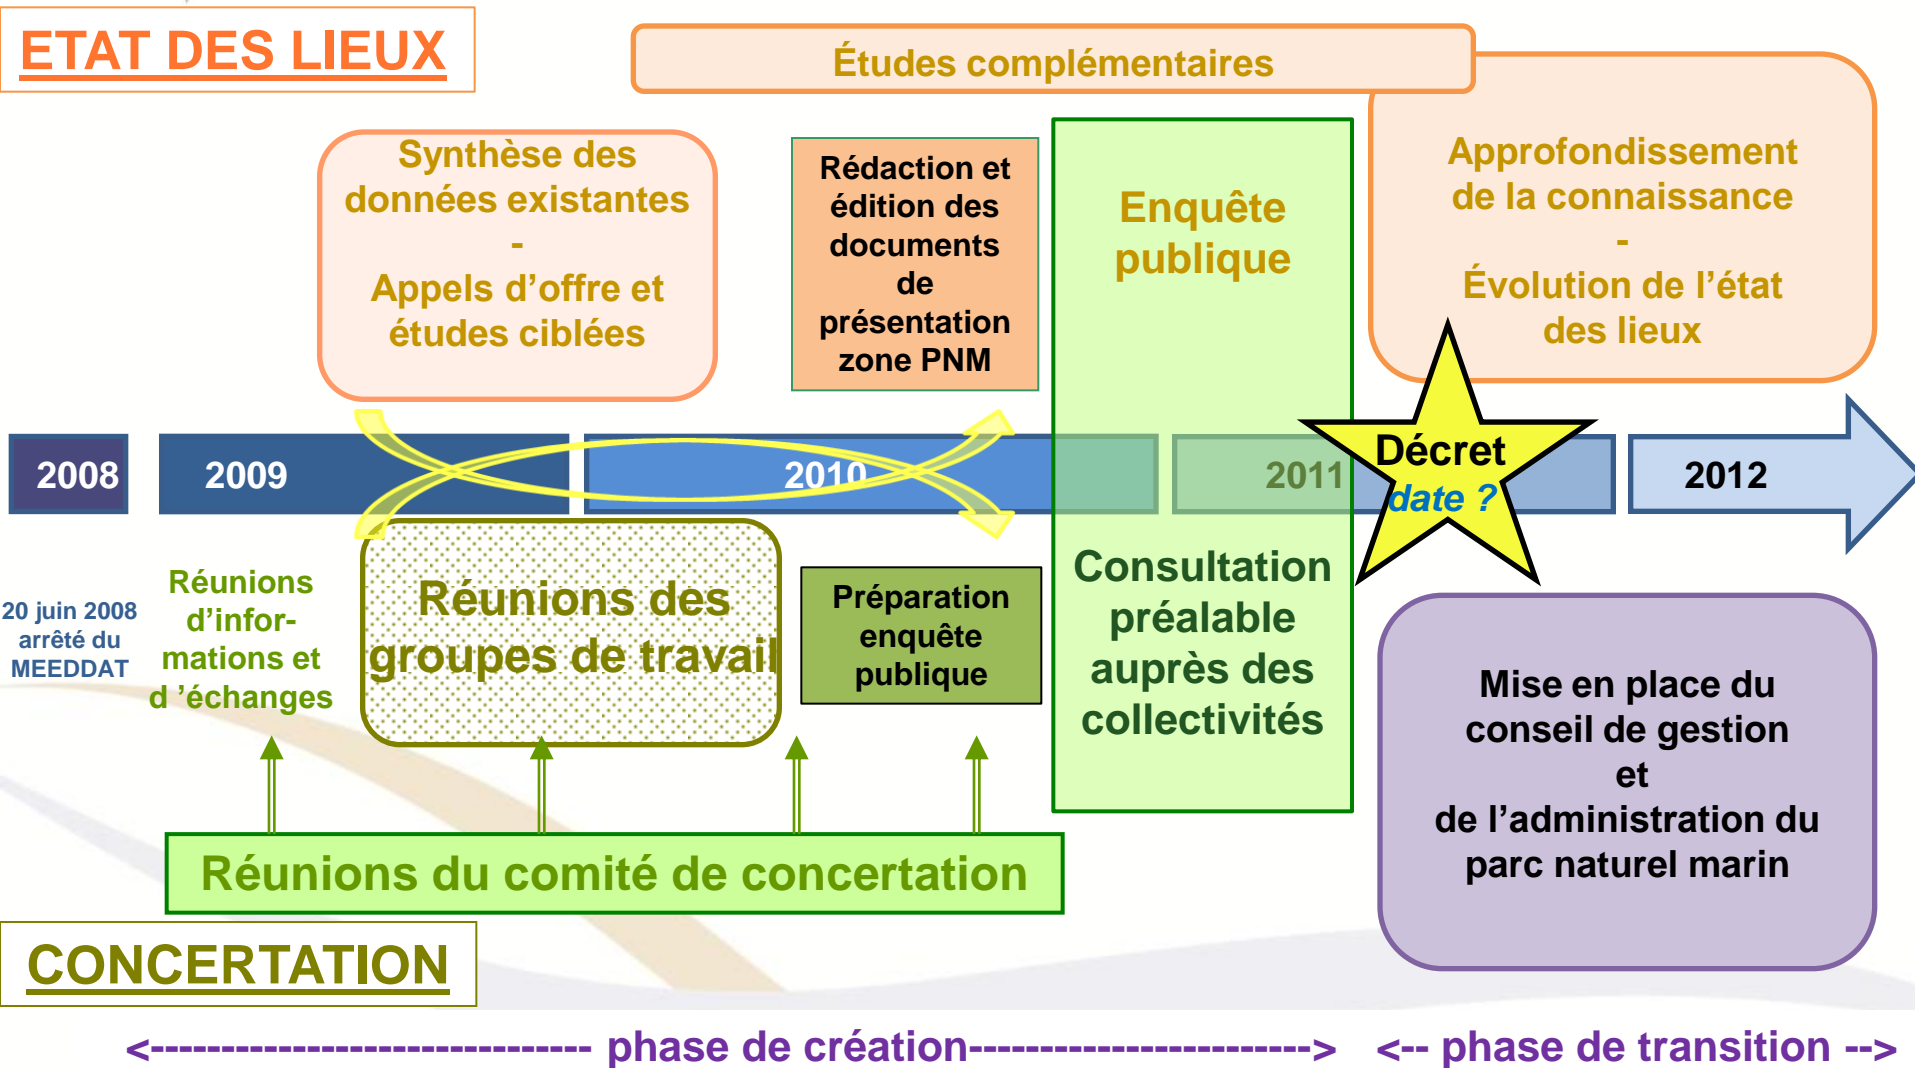 ETAT DES LIEUX
Études complémentaires
Synthèse des
données existantes
-
Appels d’offre et
études ciblées
Rédaction et
édition des
documents
de
présentation
zone PNM
Enquête
publique
Approfondissement
de la connaissance
-
Évolution de l’état
des lieux
2008
2009
2010
2011
Décret
date ?
2012
20 juin 2008
arrêté du
MEEDDAT
Réunions
d’infor-
mations et
d ’échanges
Réunions des
groupes de travail
Préparation
enquête
publique
Consultation
préalable
auprès des
collectivités
Mise en place du
conseil de gestion
et
de l’administration du
parc naturel marin
Réunions du comité de concertation
CONCERTATION
<------------------------------- phase de création------------------------> <-- phase de transition -->